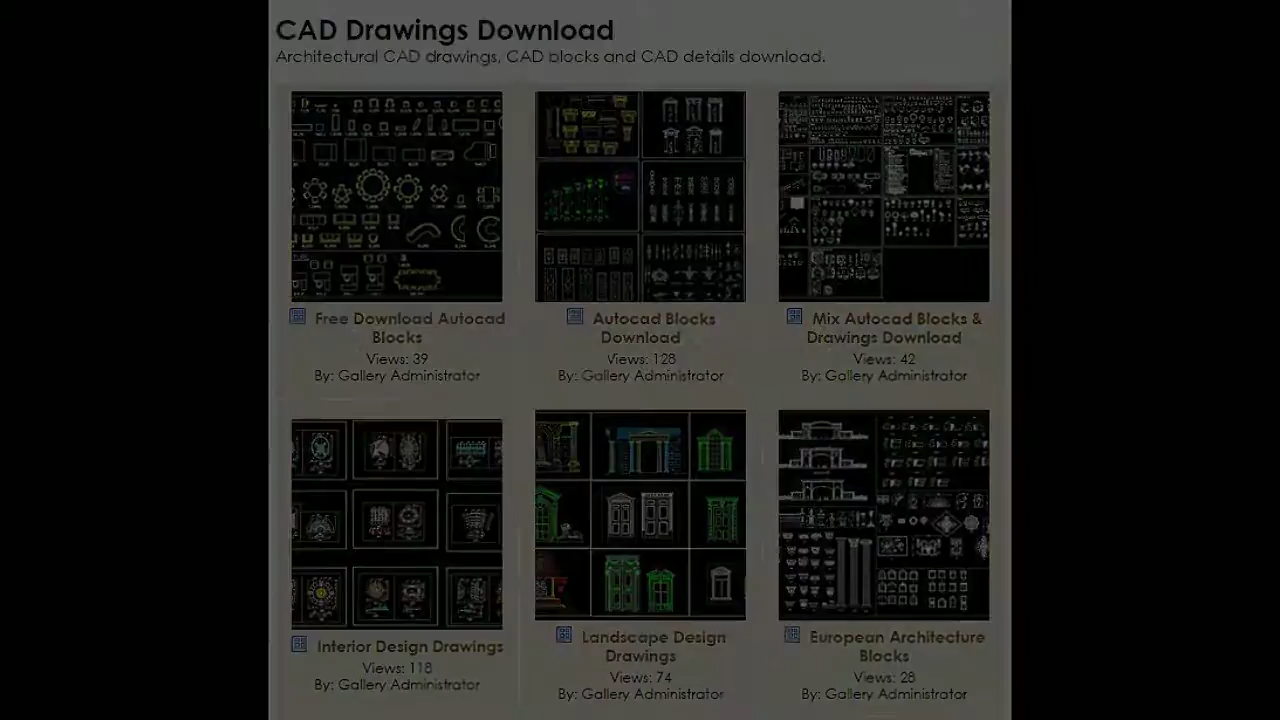 CAD Drawings Download
Architectural CAD drawings, CAD blocks and CAD details download.
Free Download Autocad
Blocks
Views: 39
By: Gallery Administrator
Autocad Blocks
Download
Views: 128
By: Gallery Administrator
Mix Autocad Blocks &
Drawings Download
Views: 42
By: Gallery Administrator
Interior Design Drawings
Views: 118
By: Gallery Administrator
Landscape Design
Drawings
Views: 74
By: Gallery Administrator
European Architecture
Blocks
Views: 28
By: Gallery Administrator